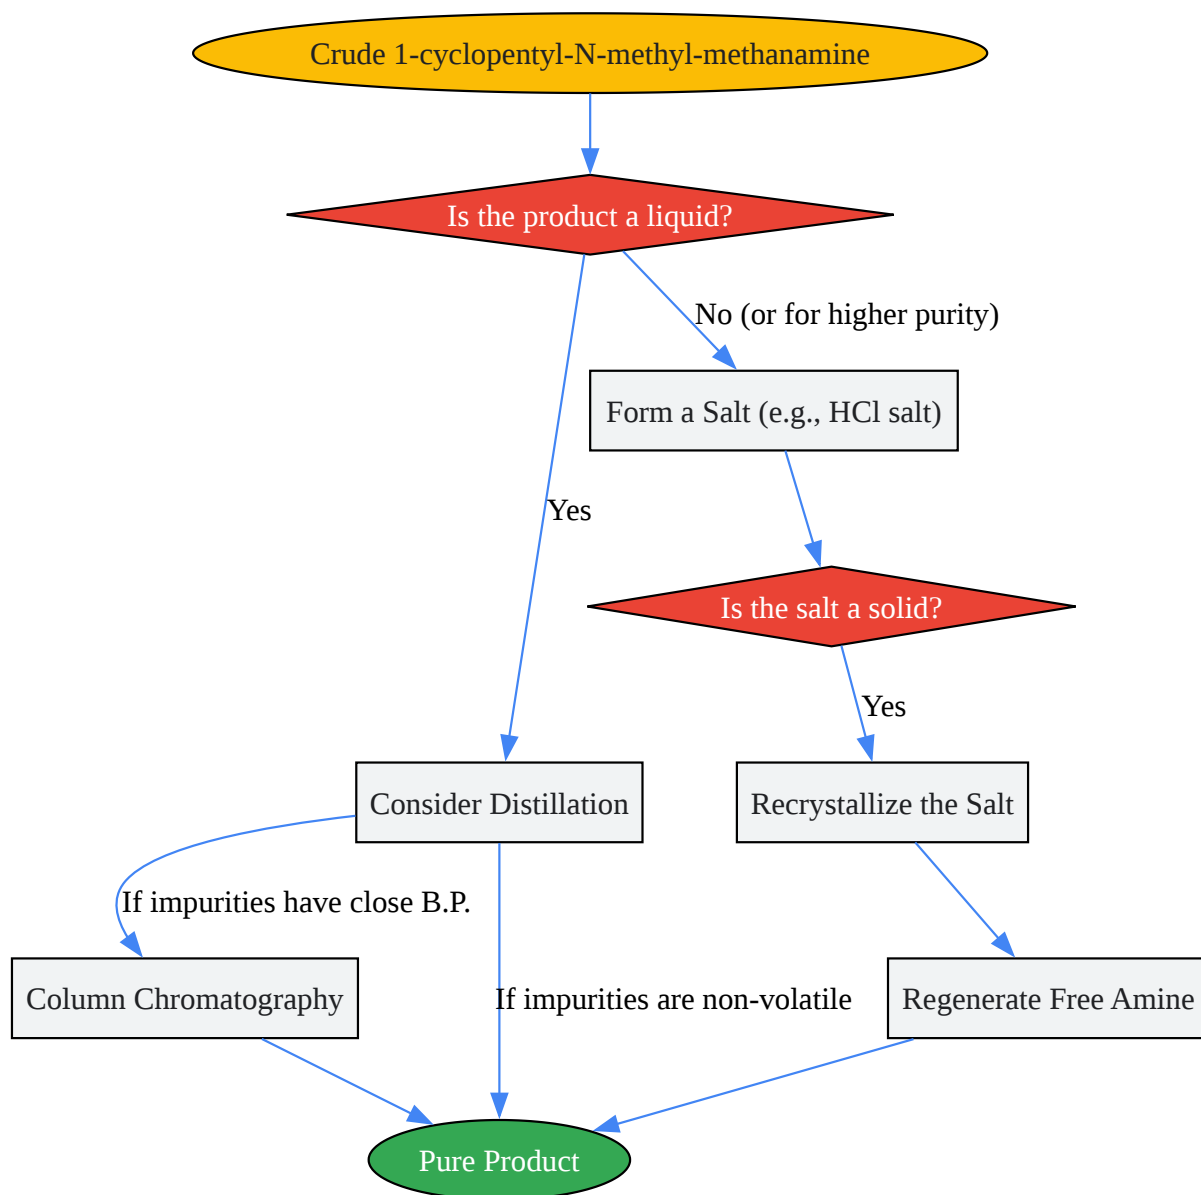 Crude 1-cyclopentyl-N-methyl-methanamine
Is the product a liquid?
No (or for higher purity)
Form a Salt (e.g., HCl salt)
Yes
Is the salt a solid?
Yes
Consider Distillation
Recrystallize the Salt
If impurities have close B.P.
Column Chromatography
If impurities are non-volatile
Regenerate Free Amine
Pure Product